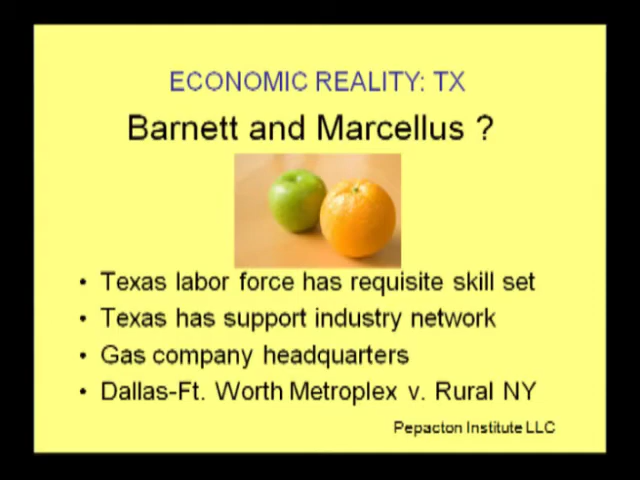 ECONOMIC REALITY: TX
Barnett and Marcellus ?
• Texas labor force has requisite skill set
• Texas has support industry network
• Gas company headquarters
• Dallas-Ft. Worth Metroplex v. Rural NY
Pepacton Institute LLC